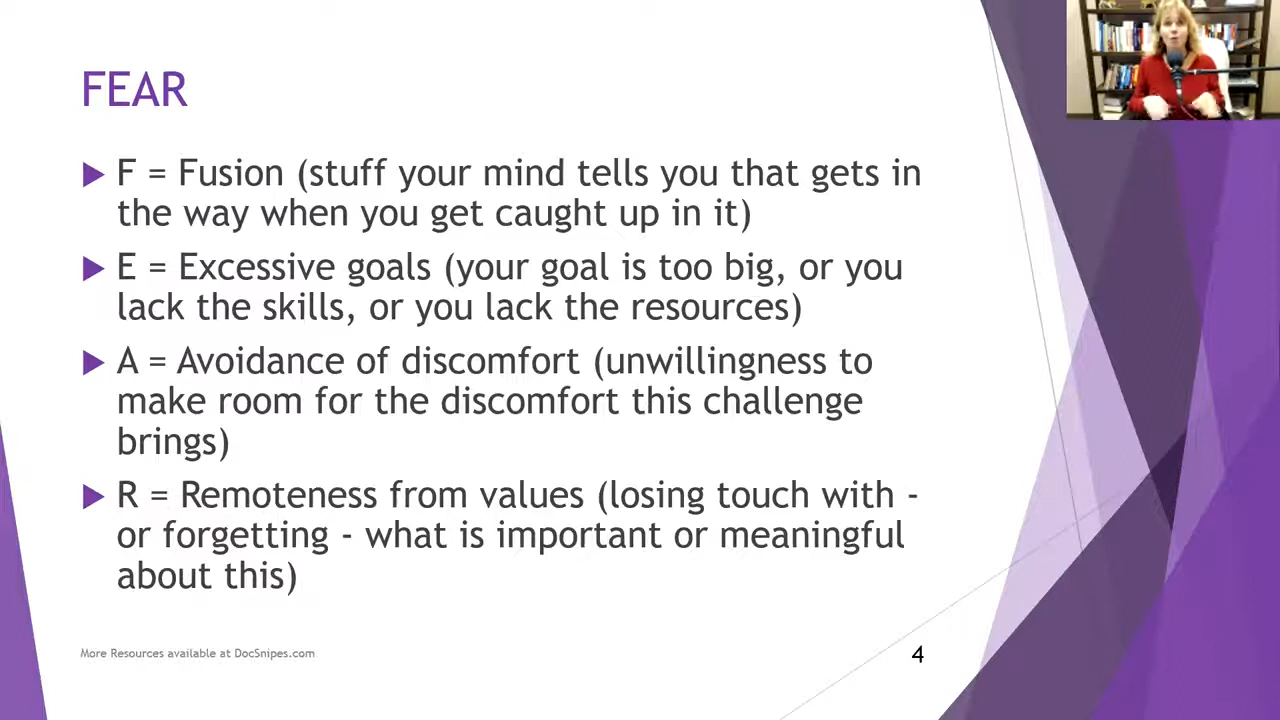 FEAR
F = Fusion (stuff your mind tells you that gets in
the way when you get caught up in it)
E = Excessive goals (your goal is too big, or you
lack the skills, or you lack the resources)
A = Avoidance of discomfort (unwillingness to
make room for the discomfort this challenge
brings)
R = Remoteness from values (losing touch with -
or forgetting - what is important or meaningful
about this)
More Resources available at DocSnipes.com
4